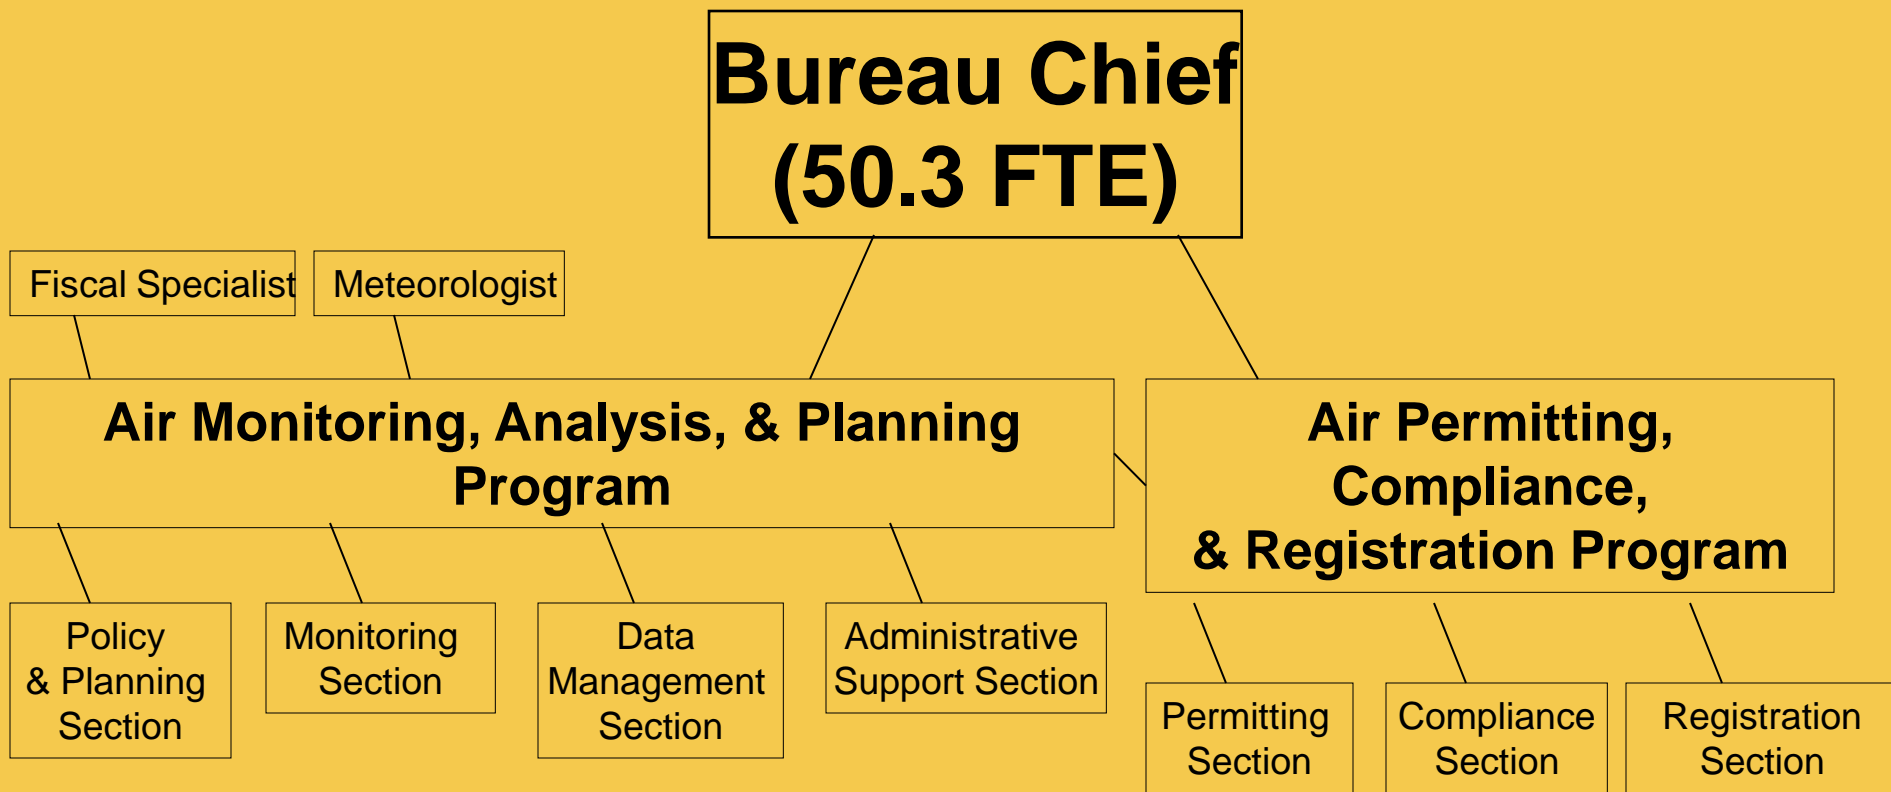 Bureau Chief
(50.3 FTE)
Fiscal Specialist
Meteorologist
Air Monitoring, Analysis, & Planning
Program
Air Permitting,
Compliance,
& Registration Program
Policy
& Planning
Section
Monitoring
Section
Data
Management
Section
Administrative
Support Section
Permitting
Section
Compliance
Section
Registration
Section